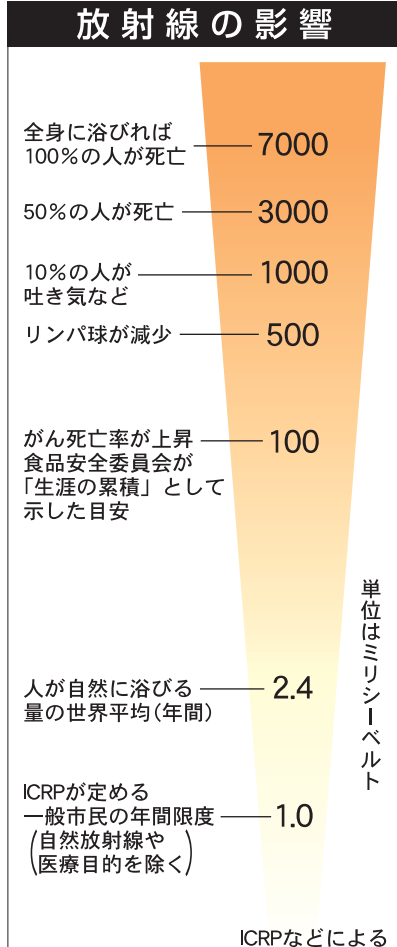 放射線の影響
全身に浴びれば
100%の人が死亡
7000
50%の人が死亡
3000
10%の人が
吐き気など
1000
リンパ球が減少
500
がん死亡率が上昇
食品安全委員会が
「生涯の累積」として
示した目安
100
単位はミリシーベルト
人が自然に浴びる
量の世界平均(年間)
2.4
ICRPが定める
一般市民の年間限度
(自然放射線や
医療目的を除く)
1.0
ICRPなどによる